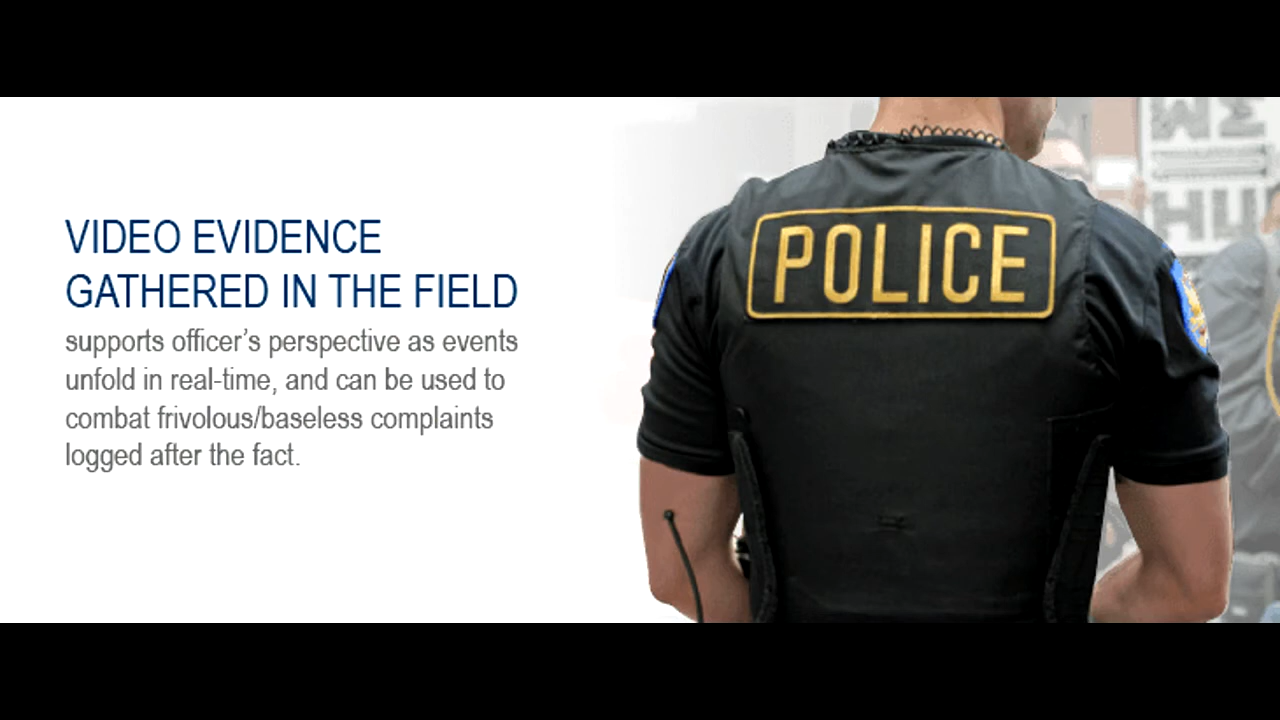 VIDEO EVIDENCE
GATHERED IN THE FIELD
supports officer’s perspective as events
unfold in real-time, and can be used to
combat frivolous/baseless complaints
logged after the fact.
POLICE